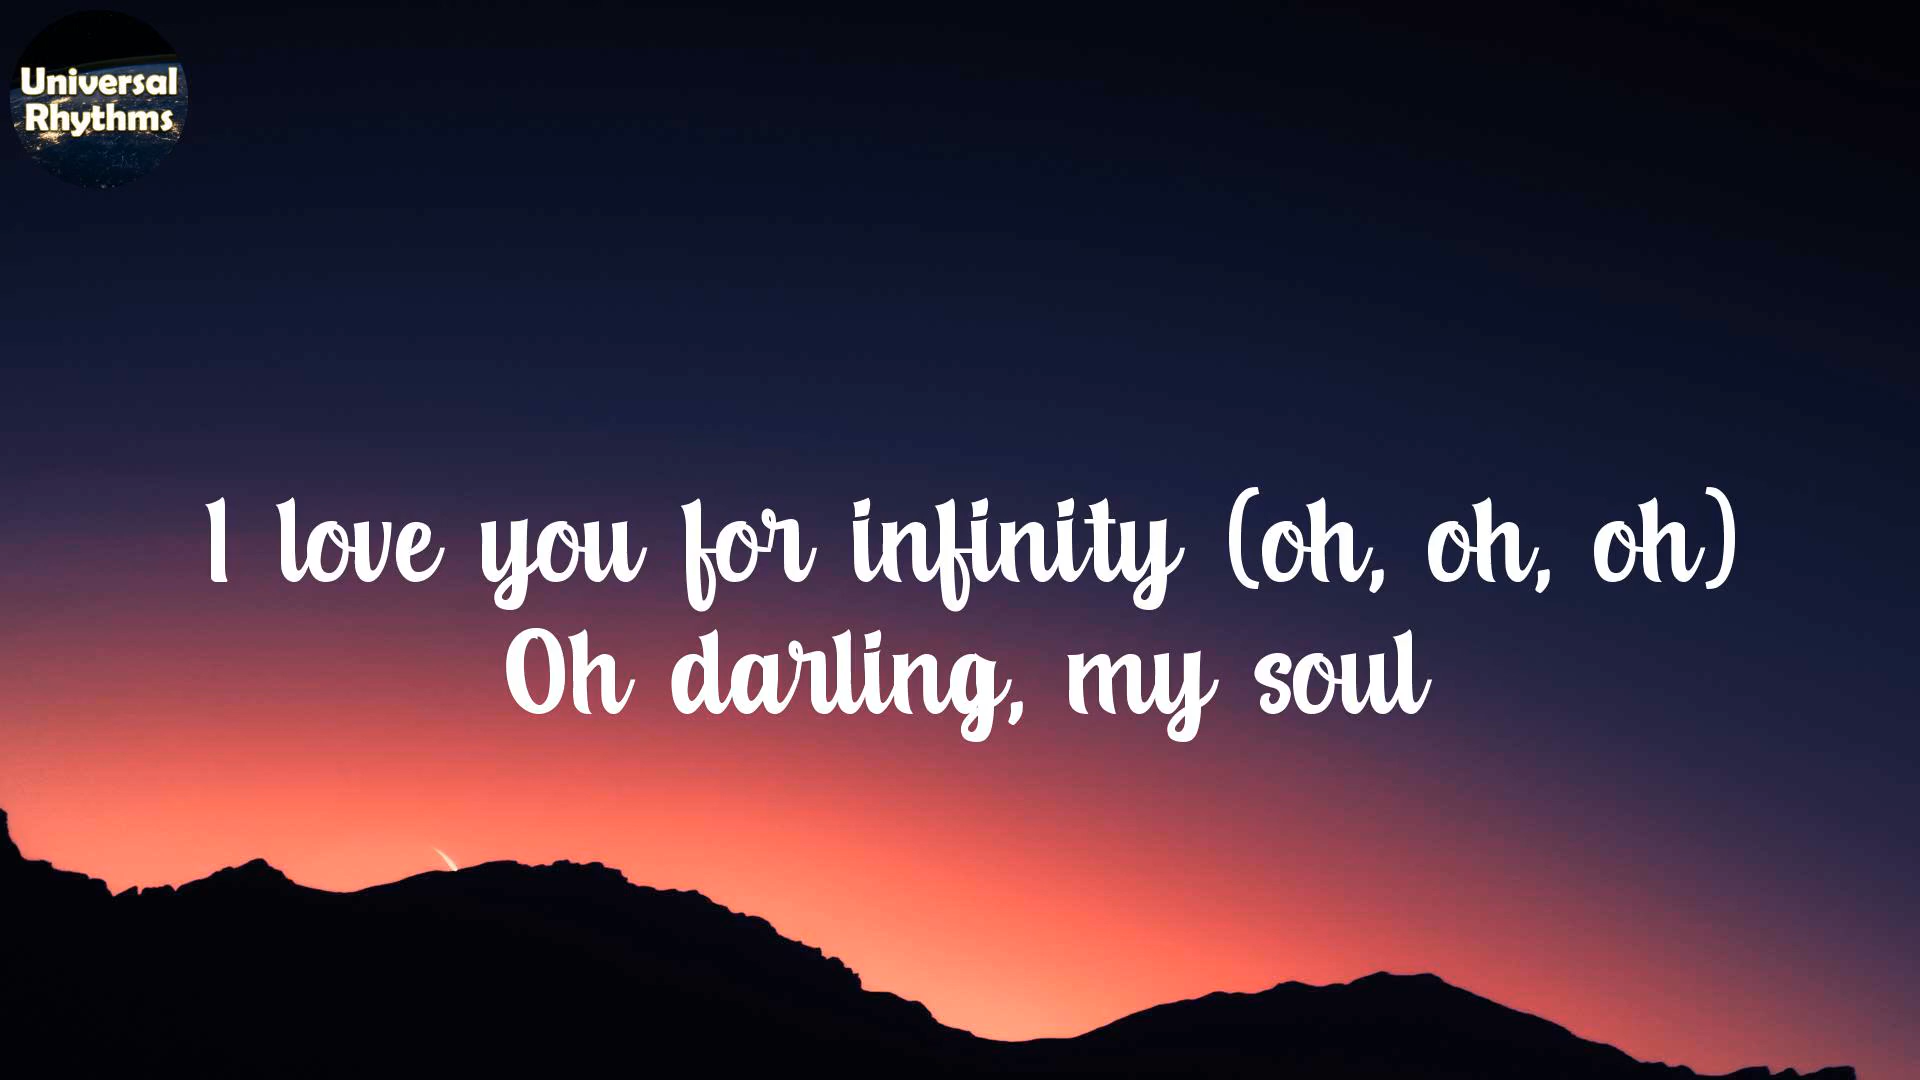 Universal
Rhythms
I love you for infinity (oh, oh, oh)
Oh darling, my soul